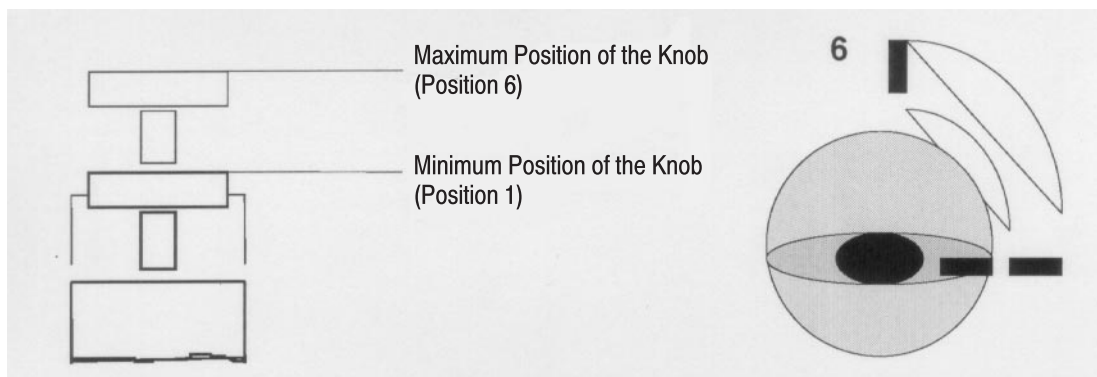 Maximum Position of the Knob
(Position 6)
Minimum Position of the Knob
(Position 1)
6